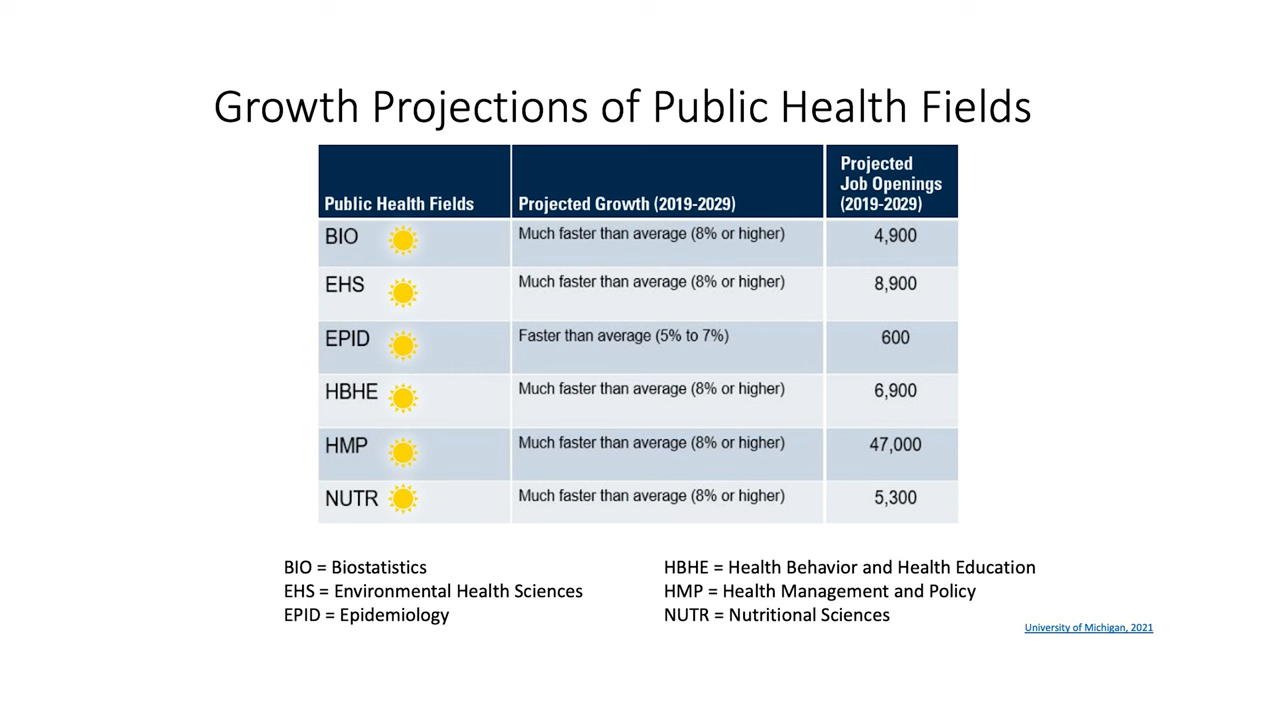 Growth Projections of Public Health Fields
Public Health Fields
Projected Growth (2019-2029)
Projected
Job Openings
(2019-2029)
BIO Much faster than average (8% or higher) 4,900
EHS Much faster than average (8% or higher) 8,900
EPID Faster than average (5% to 7%) 600
HBHE Much faster than average (8% or higher) 6,900
HMP Much faster than average (8% or higher) 47,000
NUTR Much faster than average (8% or higher) 5,300
BIO = Biostatistics
EHS = Environmental Health Sciences
EPID = Epidemiology
HBHE = Health Behavior and Health Education
HMP = Health Management and Policy
NUTR = Nutritional Sciences
University of Michigan, 2021